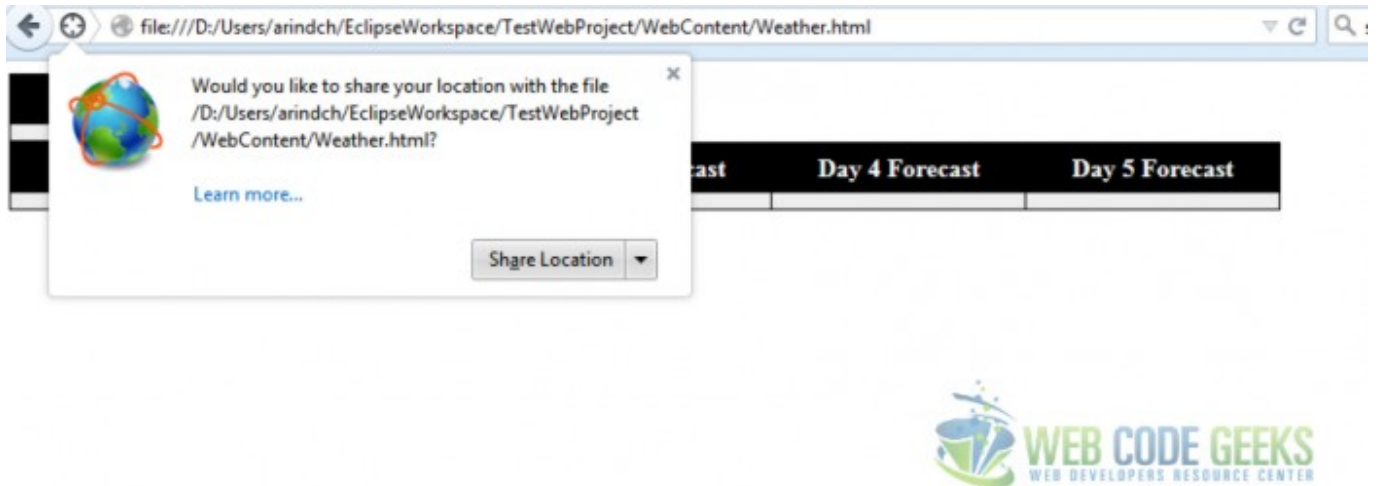 file:///D:/Users/arindch/EclipseWorkspace/TestWebProject/WebContent/Weather.html
Would you like to share your location with the file
/D:/Users/arindch/EclipseWorkspace/TestWebProject
/WebContent/Weather.html?
Learn more...
Share Location
cast Day 4 Forecast Day 5 Forecast
WEB CODE GEEKS
WEB DEVELOPERS RESOURCE CENTER